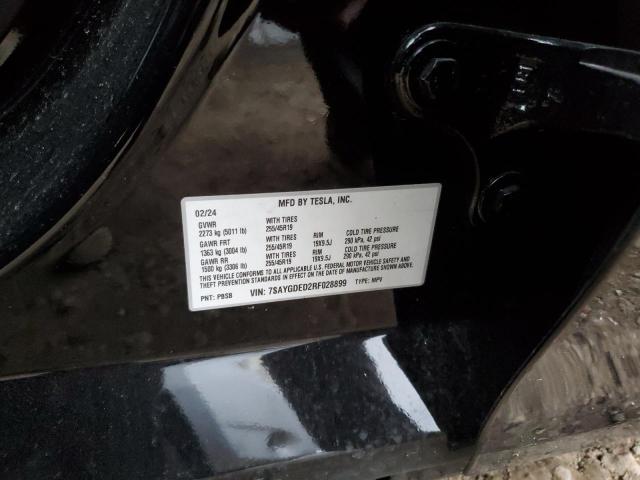 MFD BY TESLA, INC.
02/24
GVWR WITH TIRES
2273 kg (5011 lb) 255/45R19
GAWR FRT WITH TIRES RIM COLD TIRE PRESSURE
1363 kg (3004 lb) 255/45R19 19X9.5J 290 kPa, 42 psi
GAWR RR WITH TIRES RIM COLD TIRE PRESSURE
1500 kg (3306 lb) 255/45R19 19X9.5J 290 kPa, 42 psi
THIS VEHICLE CONFORMS TO ALL APPLICABLE U.S. FEDERAL MOTOR VEHICLE SAFETY AND
THEFT PREVENTION STANDARDS IN EFFECT ON THE DATE OF MANUFACTURE SHOWN ABOVE.
PNT: PBSB VIN: 7SAYGDED2RF028899 TYPE: MPV